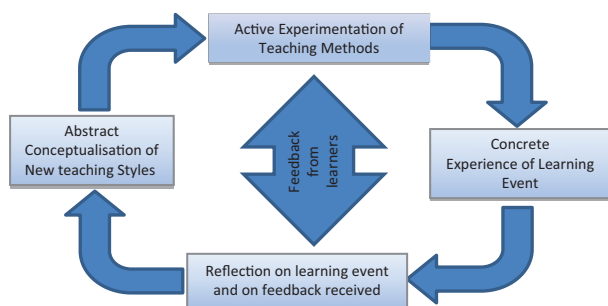 Active Experimentation of
Teaching Methods
Abstract
Conceptualisation of
New teaching Styles
Feedback
from
learners
Concrete
Experience of Learning
Event
Reflection on learning event
and on feedback received